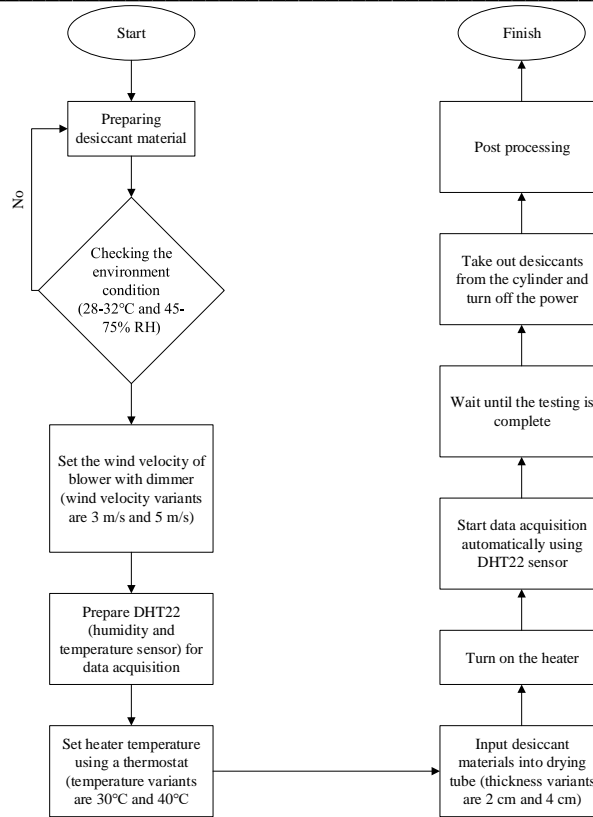 Start
Preparing
desiccant material
No
Checking the
environment
condition
(28-32℃ and 45-
75% RH)
Set the wind velocity of
blower with dimmer
(wind velocity variants
are 3 m/s and 5 m/s)
Prepare DHT22
(humidity and
temperature sensor) for
data acquisition
Set heater temperature
using a thermostat
(temperature variants
are 30℃ and 40℃
Input desiccant
materials into drying
tube (thickness variants
are 2 cm and 4 cm)
Turn on the heater
Start data acquisition
automatically using
DHT22 sensor
Wait until the testing is
complete
Take out desiccants
from the cylinder and
turn off the power
Post processing
Finish